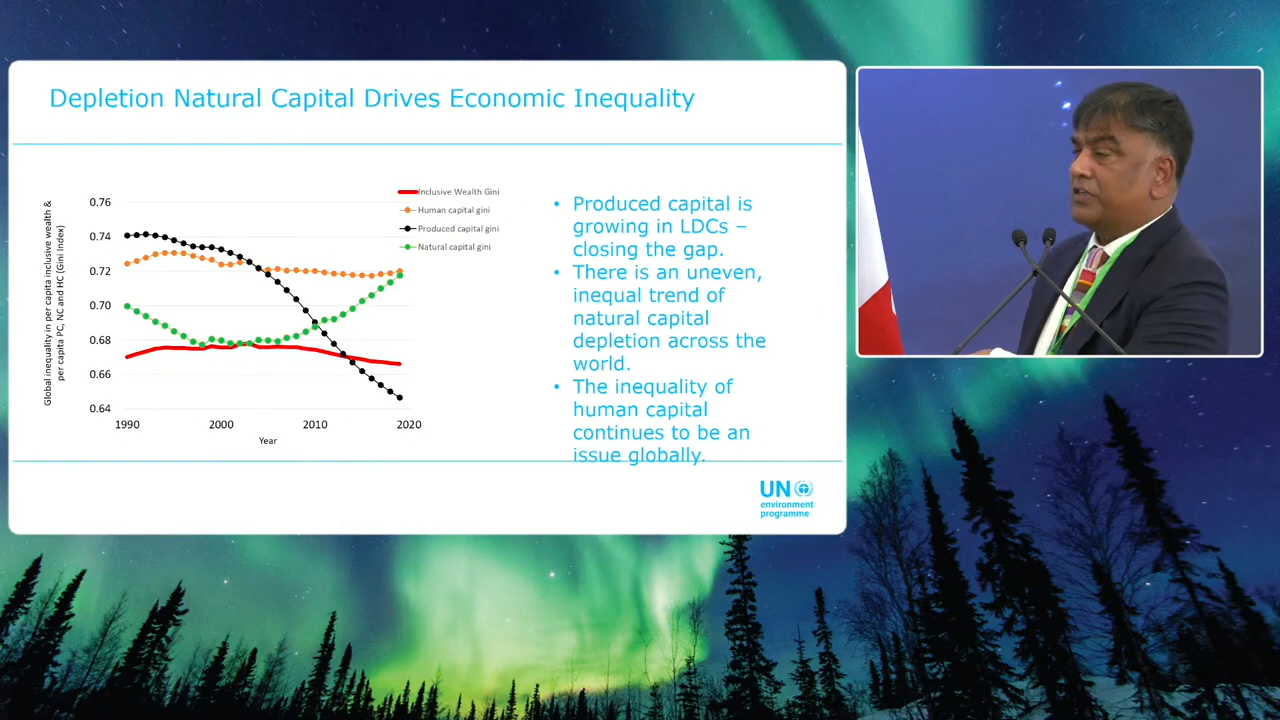 Depletion Natural Capital Drives Economic Inequality
Global inequality in per capita inclusive wealth &
per capita PC, NC and HC (Gini Index)
0.76
0.74
0.72
0.70
0.68
0.66
0.64
1990
2000
2010
2020
Year
Inclusive Wealth Gini
Human capital gini
Produced capital gini
Natural capital gini
• Produced capital is
growing in LDCs –
closing the gap.
• There is an uneven,
inequal trend of
natural capital
depletion across the
world.
• The inequality of
human capital
continues to be an
issue globally.
UN
environment
programme